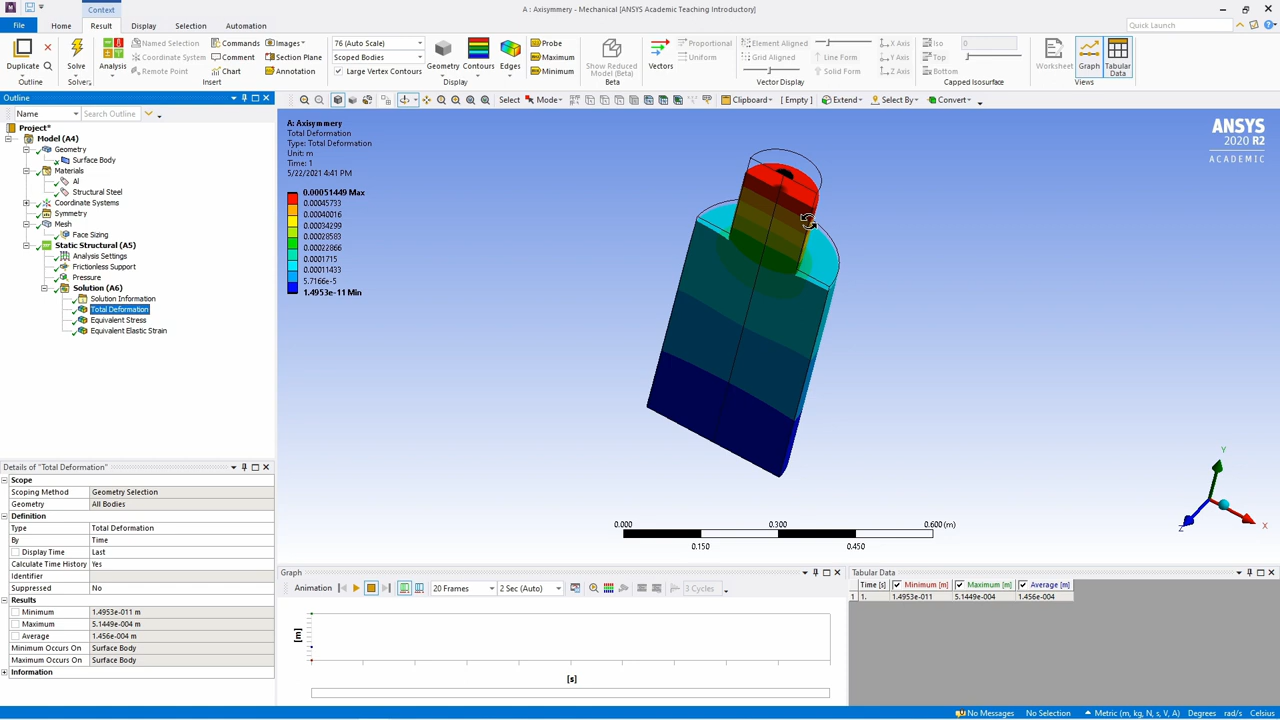 Context
A : Axisymmery - Mechanical [ANSYS Academic Teaching Introductory]
File Home Result Display Selection Automation
Quick Launch
Duplicate
Outline
Solve
Solver
Analysis
Named Selection
Coordinate System
Remote Point
Commands
Comment
Chart
Images
Section Plane
Annotation
Insert
76 (Auto Scale)
Scoped Bodies
Vertex Contours
Geometry
Contours
Edges
Display
Probe
Maximum
Minimum
Show Reduced
Model (Beta)
Beta
Vectors
Proportional
Uniform
Element Aligned
Grid Aligned
Line Form
Solid Form
X Axis
Y Axis
Z Axis
Vector Display
Iso
Top
Bottom
0
Capped Isosurface
Worksheet
Graph
Tabular
Data
Views
Outline
Name
Search Outline
Select Mode Clipboard [ Empty ] Extend Select By Convert
Project*
Model (A4)
Geometry
Surface Body
Materials
Al
Structural Steel
Coordinate Systems
Symmetry
Mesh
Face Sizing
Static Structural (A5)
Analysis Settings
Frictionless Support
Pressure
Solution (A6)
Solution Information
Total Deformation
Equivalent Stress
Equivalent Elastic Strain
A: Axisymmery
Total Deformation
Type: Total Deformation
Unit: m
Time: 1
5/22/2021 4:41 PM
0.00051449 Max
0.00045733
0.00040016
0.00034299
0.00028583
0.00022866
0.0001715
0.00011433
5.7166e-5
1.4953e-11 Min
ANSYS
2020 R2
ACADEMIC
Y
X
Z
0.000 0.300 0.600 (m)
0.150 0.450
Details of "Total Deformation"
Scope
Scoping Method Geometry Selection
Geometry All Bodies
Definition
Type Total Deformation
By Time
Display Time Last
Calculate Time History Yes
Identifier
Suppressed No
Results
Minimum 1.4953e-011 m
Maximum 5.1449e-004 m
Average 1.456e-004 m
Minimum Occurs On Surface Body
Maximum Occurs On Surface Body
Information
Graph
Animation 20 Frames 2 Sec (Auto) 3 Cycles
[m]
[s]
Tabular Data
Time [s] Minimum [m] Maximum [m] Average [m]
1 1. 1.4953e-011 5.1449e-004 1.456e-004
No Messages No Selection Metric (m, kg, N, s, V, A) Degrees rad/s Celsius